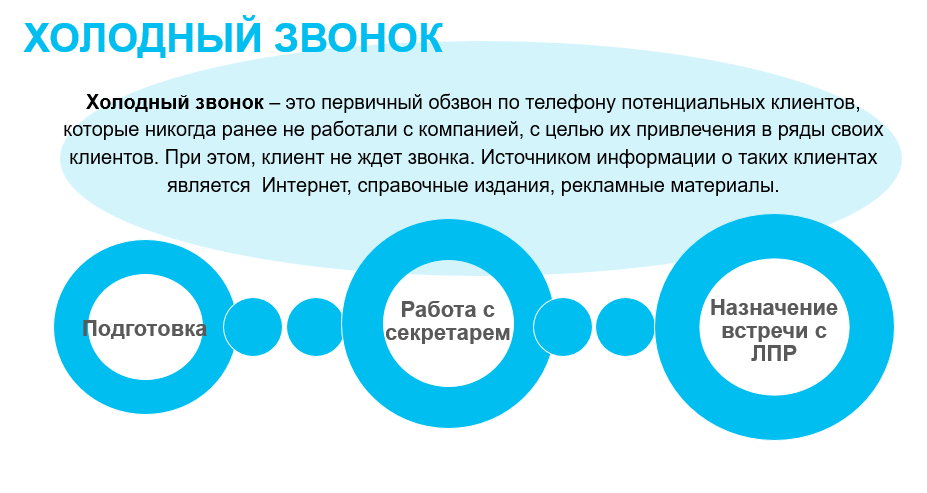 ХОЛОДНЫЙ ЗВОНОК
Холодный звонок – это первичный обзвон по телефону потенциальных клиентов,
которые никогда ранее не работали с компанией, с целью их привлечения в ряды своих
клиентов. При этом, клиент не ждет звонка. Источником информации о таких клиентах
является  Интернет, справочные издания, рекламные материалы.
Подготовка
Работа с
секретарем
Назначение
встречи с
ЛПР